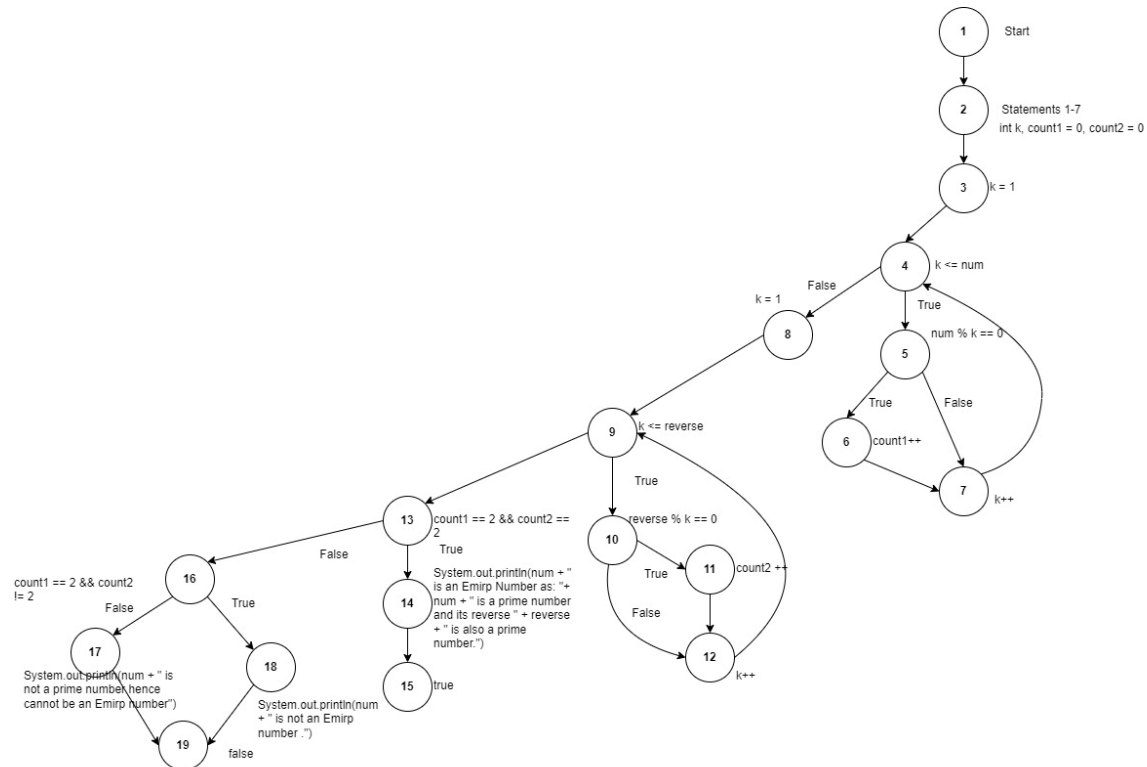 1
Start
2
Statements 1-7
int k, count1 = 0, count2 = 0
3
k = 1
4
k <= num
False
True
k = 1
8
5
num % k == 0
True
False
6
count1++
7
k++
9
k <= reverse
True
10
reverse % k == 0
True
False
11
count2 ++
12
k++
13
count1 == 2 && count2 ==
2
False
True
14
System.out.println(num + "
is an Emirp Number as: "+
num + " is a prime number
and its reverse " + reverse
+ " is also a prime
number.")
15
true
16
count1 == 2 && count2
!= 2
False
True
17
System.out.println(num + " is
not a prime number hence
cannot be an Emirp number")
18
System.out.println(num
+ " is not an Emirp
number .")
19
false